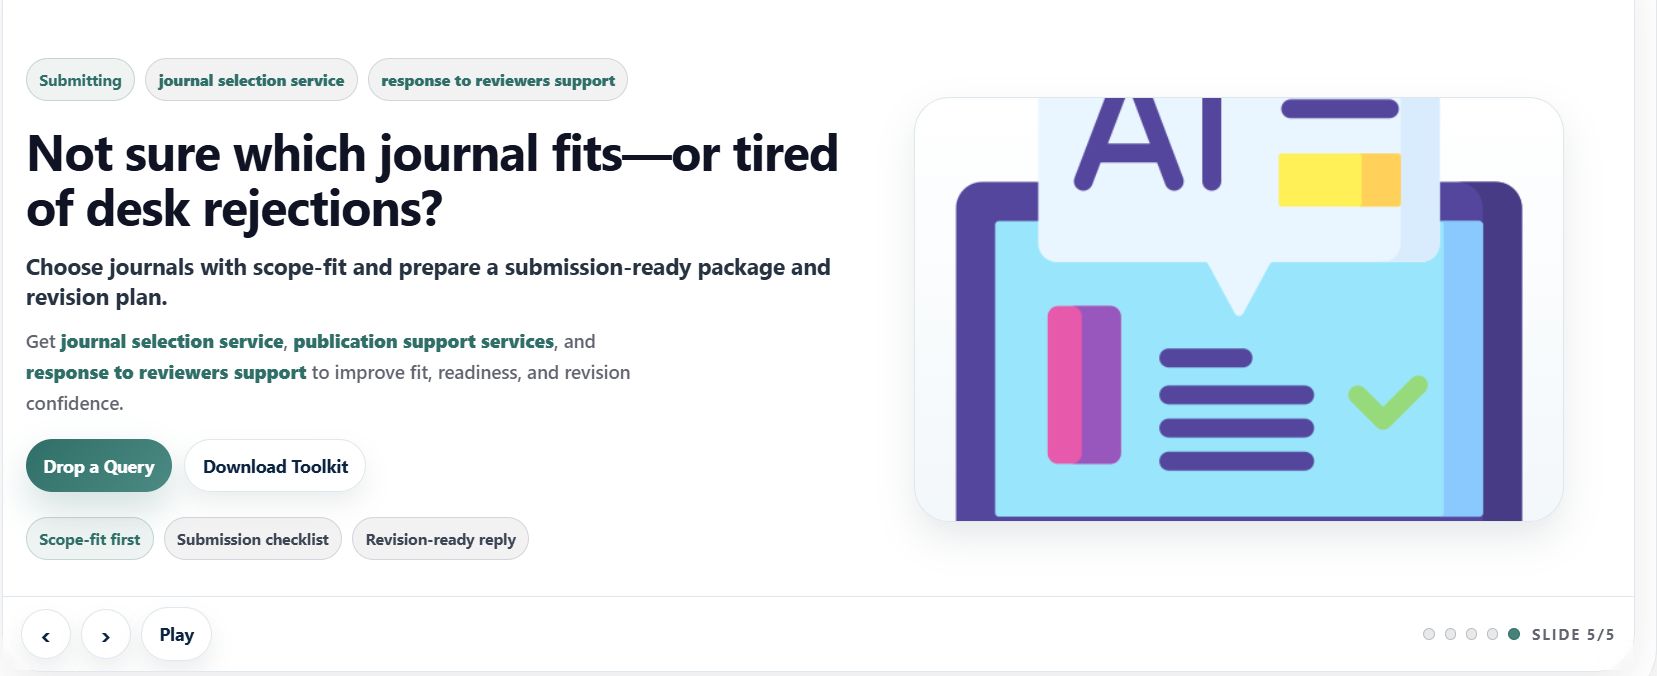 Submitting
journal selection service
response to reviewers support
Not sure which journal fits—or tired
of desk rejections?
Choose journals with scope-fit and prepare a submission-ready package and
revision plan.
Get journal selection service, publication support services, and
response to reviewers support to improve fit, readiness, and revision
confidence.
Drop a Query
Download Toolkit
Scope-fit first
Submission checklist
Revision-ready reply
AI
‹
›
Play
SLIDE 5/5